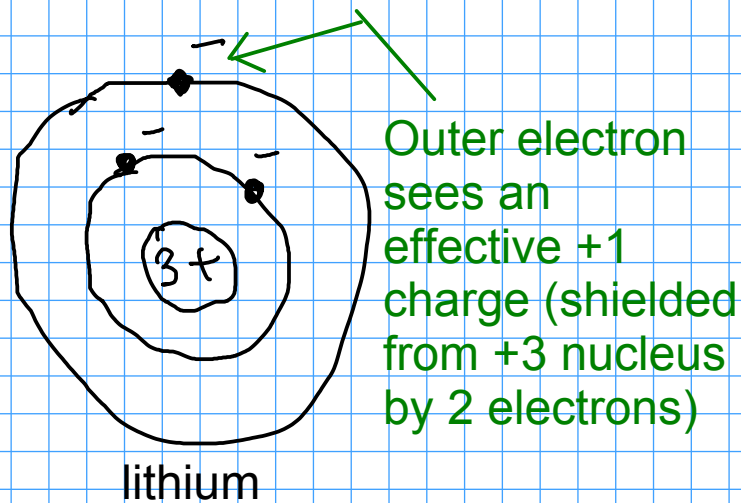 Outer electron
sees an
effective +1
charge (shielded
from +3 nucleus
by 2 electrons)
3+
lithium